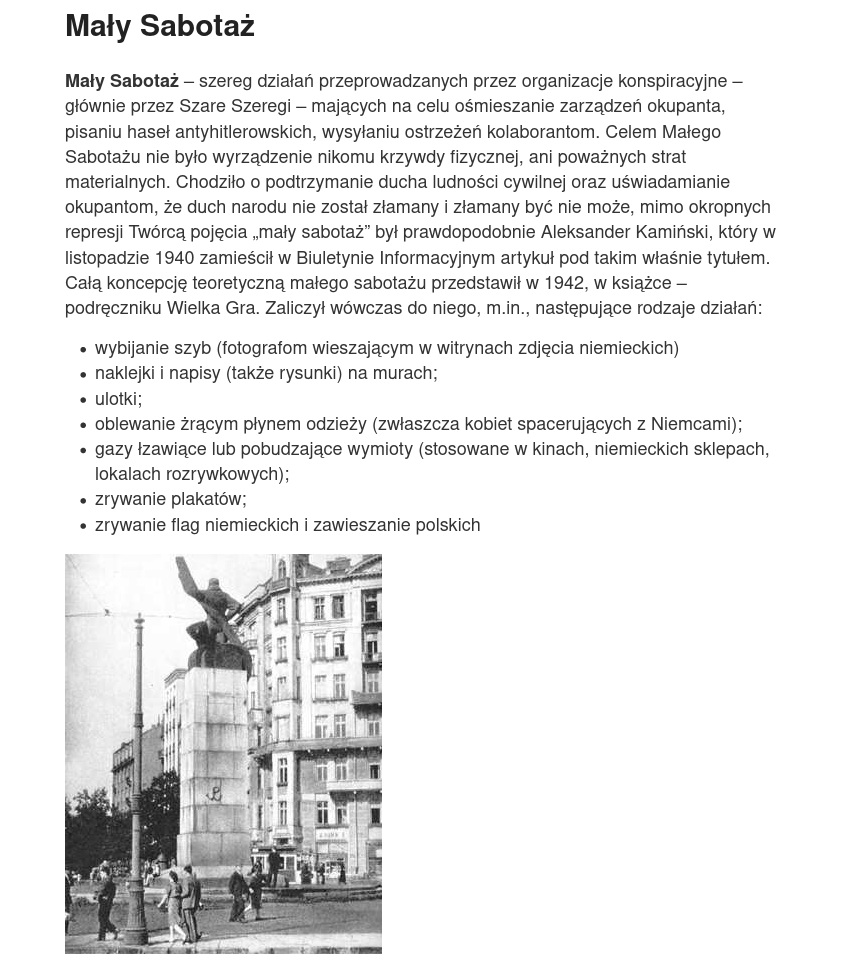 Mały Sabotaż
Mały Sabotaż – szereg działań przeprowadzanych przez organizacje konspiracyjne –
głównie przez Szare Szeregi – mających na celu ośmieszanie zarządzeń okupanta,
pisaniu haseł antyhitlerowskich, wysyłaniu ostrzeżeń kolaborantom. Celem Małego
Sabotażu nie było wyrządzenie nikomu krzywdy fizycznej, ani poważnych strat
materialnych. Chodziło o podtrzymanie ducha ludności cywilnej oraz uświadamianie
okupantom, że duch narodu nie został złamany i złamany być nie może, mimo okropnych
represji Twórcą pojęcia „mały sabotaż” był prawdopodobnie Aleksander Kamiński, który w
listopadzie 1940 zamieścił w Biuletynie Informacyjnym artykuł pod takim właśnie tytułem.
Całą koncepcję teoretyczną małego sabotażu przedstawił w 1942, w książce –
podręczniku Wielka Gra. Zaliczył wówczas do niego, m.in., następujące rodzaje działań:
• wybijanie szyb (fotografom wieszającym w witrynach zdjęcia niemieckich)
• naklejki i napisy (także rysunki) na murach;
• ulotki;
• oblewanie żrącym płynem odzieży (zwłaszcza kobiet spacerujących z Niemcami);
• gazy łzawiące lub pobudzające wymioty (stosowane w kinach, niemieckich sklepach,
lokalach rozrywkowych);
• zrywanie plakatów;
• zrywanie flag niemieckich i zawieszanie polskich